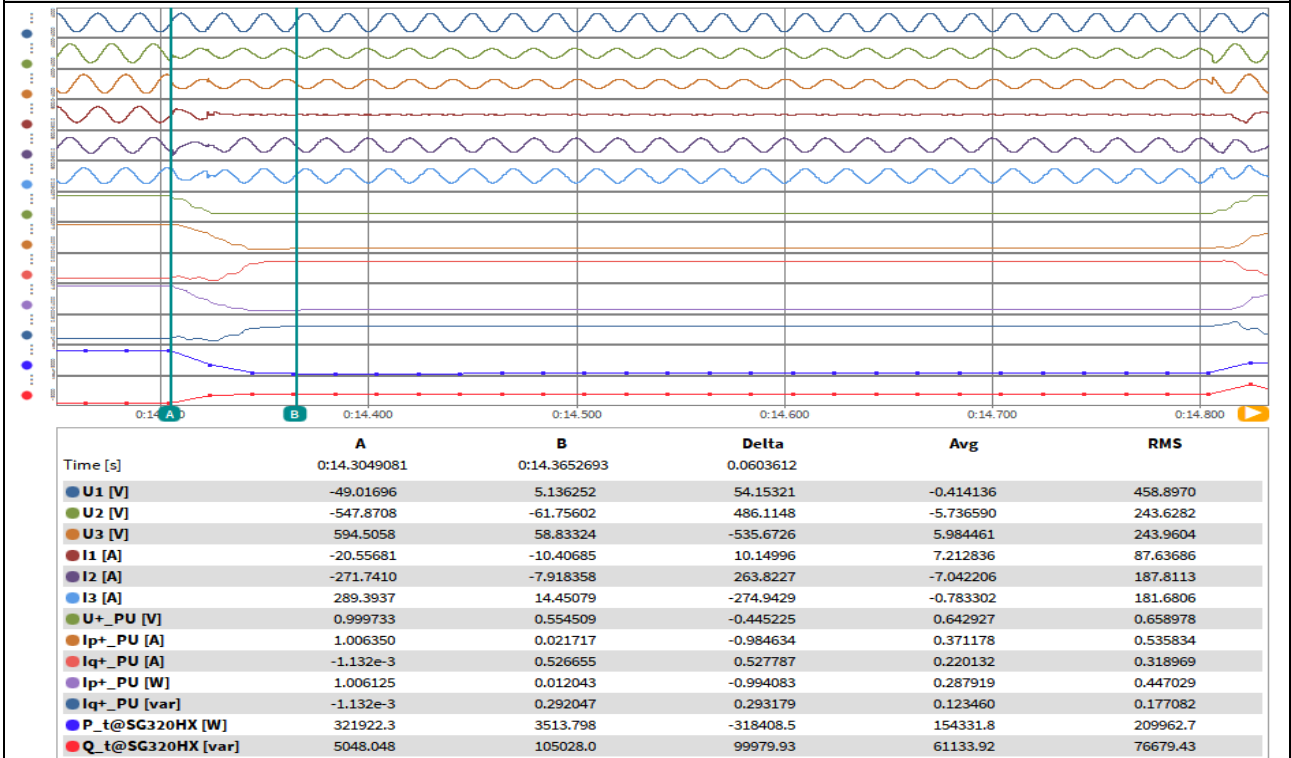 A B 0:14.400 0:14.500 0:14.600 0:14.700 0:14.800
A B Delta Avg RMS
Time [s] 0:14.3049081 0:14.3652693 0.0603612
U1 [V] -49.01696 5.136252 54.15321 -0.414136 458.8970
U2 [V] -547.8708 -61.75602 486.1148 -5.736590 243.6282
U3 [V] 594.5058 58.83324 -535.6726 5.984461 243.9604
I1 [A] -20.55681 -10.40685 10.14996 7.212836 87.63686
I2 [A] -271.7410 -7.918358 263.8227 -7.042206 187.8113
I3 [A] 289.3937 14.45079 -274.9429 -0.783302 181.6806
U+_PU [V] 0.999733 0.554509 -0.445225 0.642927 0.658978
Ip+_PU [A] 1.006350 0.021717 -0.984634 0.371178 0.535834
Iq+_PU [A] -1.132e-3 0.526655 0.527787 0.220132 0.318969
Ip+_PU [W] 1.006125 0.012043 -0.994083 0.287919 0.447029
Iq+_PU [var] -1.132e-3 0.292047 0.293179 0.123460 0.177082
P_t@SG320HX [W] 321922.3 3513.798 -318408.5 154331.8 209962.7
Q_t@SG320HX [var] 5048.048 105028.0 99979.93 61133.92 76679.43